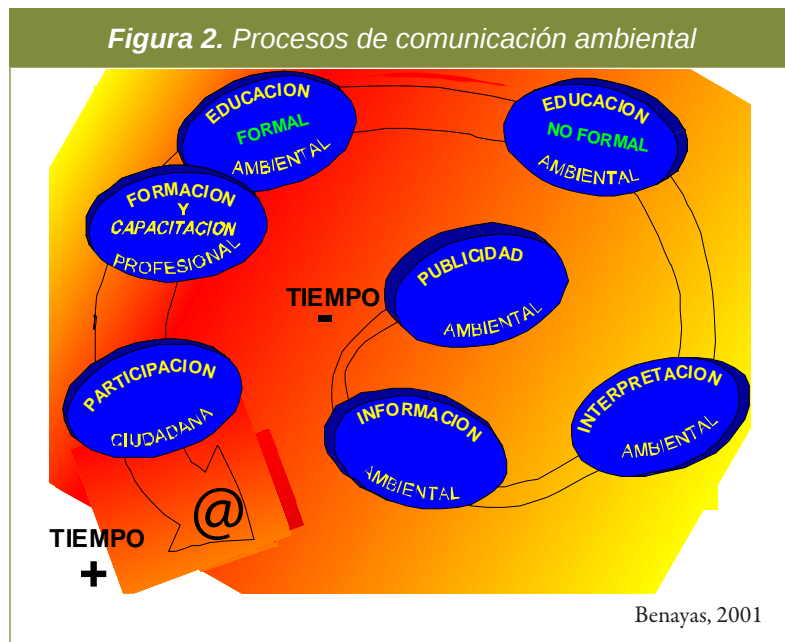 Figura 2. Procesos de comunicación ambiental
EDUCACION
FORMAL
AMBIENTAL
EDUCACION
NO FORMAL
AMBIENTAL
FORMACION
Y
CAPACITACION
PROFESIONAL
PUBLICIDAD
AMBIENTAL
TIEMPO
-
PARTICIPACION
CIUDADANA
INFORMACION
AMBIENTAL
INTERPRETACION
AMBIENTAL
@
TIEMPO
+
Benayas, 2001